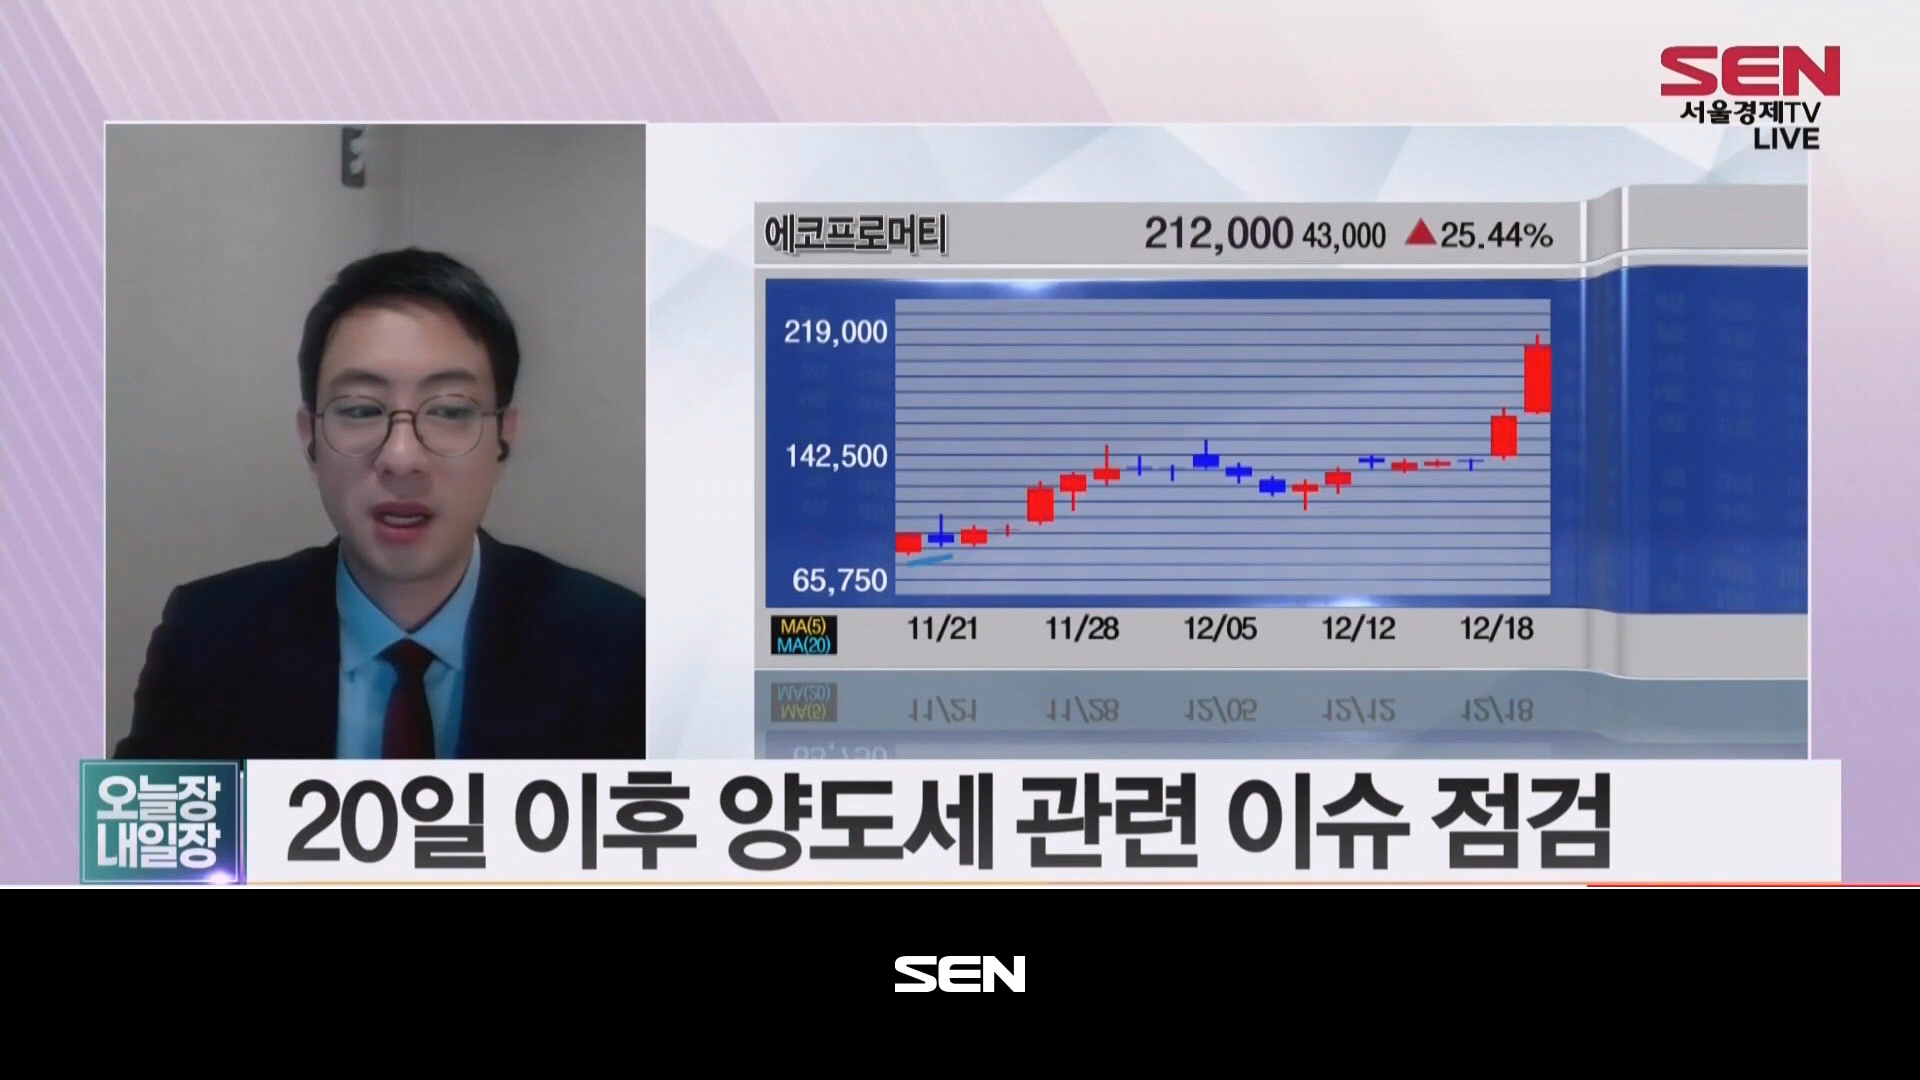 SEN
서울경제TV
LIVE
에코프로머티 212,000 43,000 ▲25.44%
219,000
142,500
65,750
MA(5)
MA(20)
11/21 11/28 12/05 12/12 12/18
오늘장
내일장
20일 이후 양도세 관련 이슈 점검
SEN